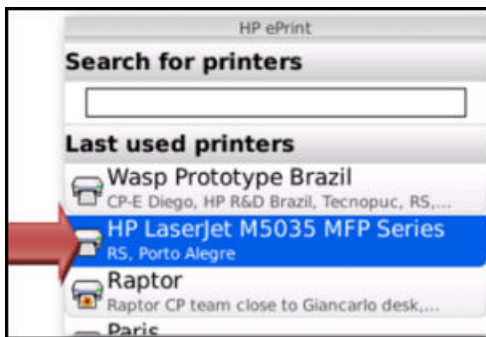 HP ePrint
Search for printers
Last used printers
Wasp Prototype Brazil
CP-E Diego, HP R&D Brazil, Tecnopuc, RS,...
HP LaserJet M5035 MFP Series
RS, Porto Alegre
Raptor
Raptor CP team close to Giancarlo desk,...
Paris